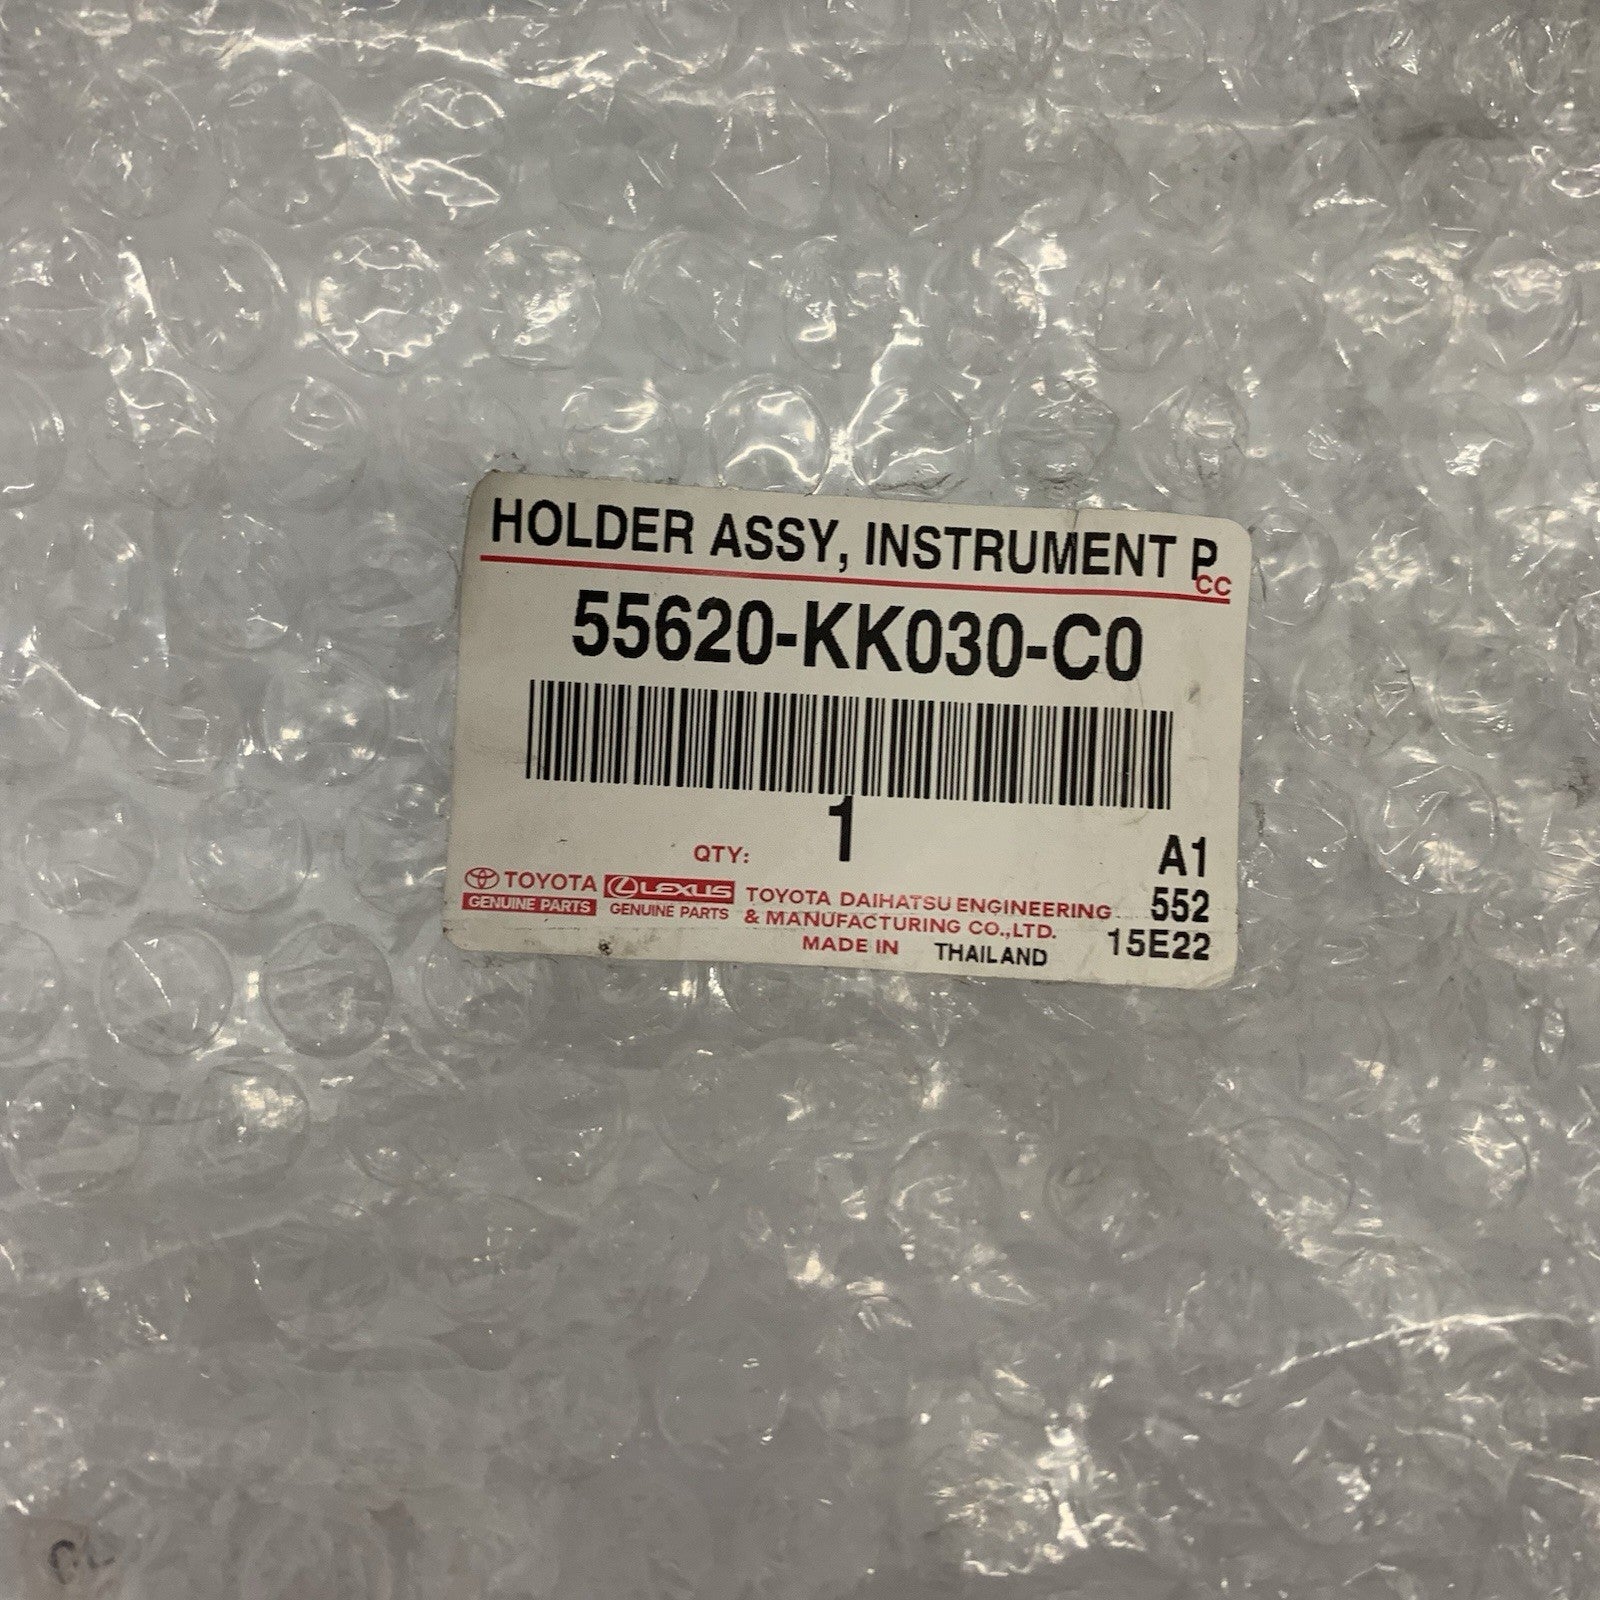 HOLDER ASSY, INSTRUMENT P
CC
55620-KK030-C0
1
QTY:
A1
TOYOTA
GENUINE PARTS
LEXUS
GENUINE PARTS
TOYOTA DAIHATSU ENGINEERING
& MANUFACTURING CO.,LTD.
MADE IN THAILAND
552
15E22